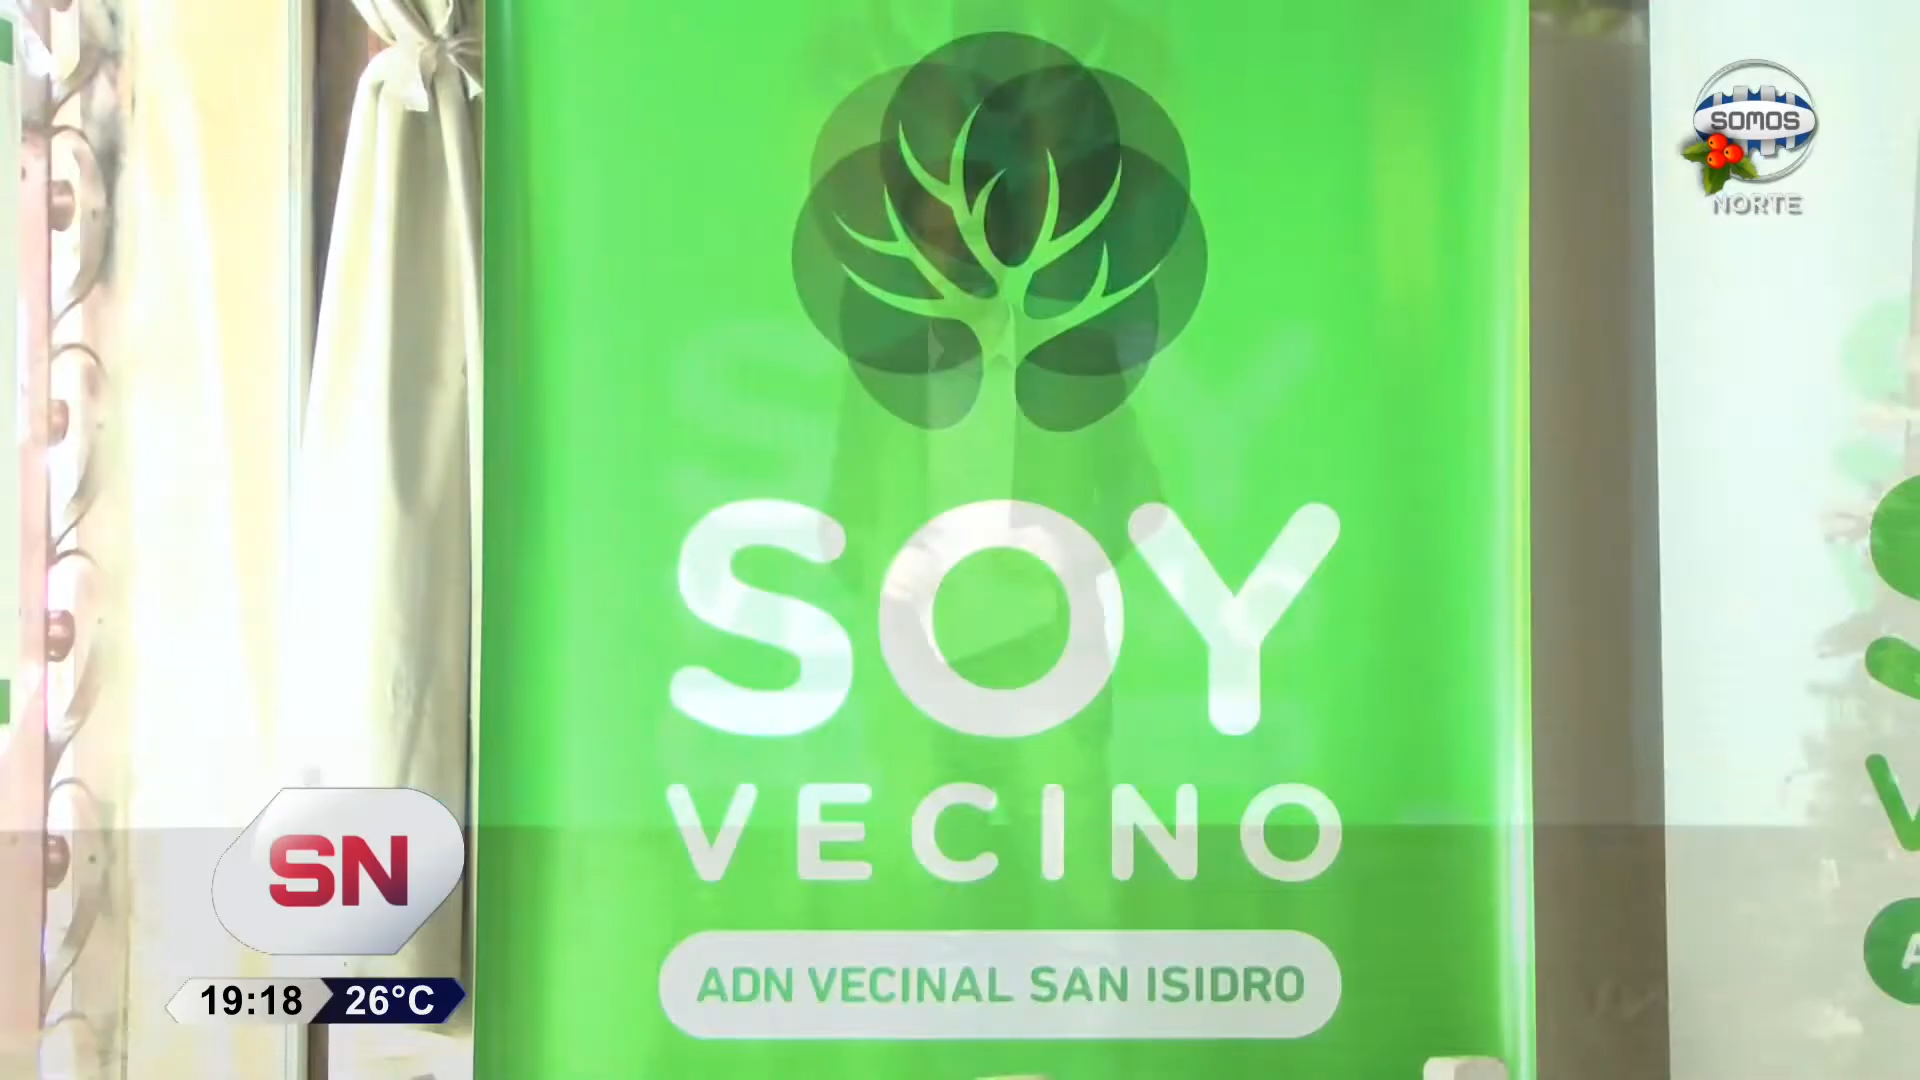 SOMOS
NORTE
SOY
VECINO
ADN VECINAL SAN ISIDRO
SN
19:18 26°C